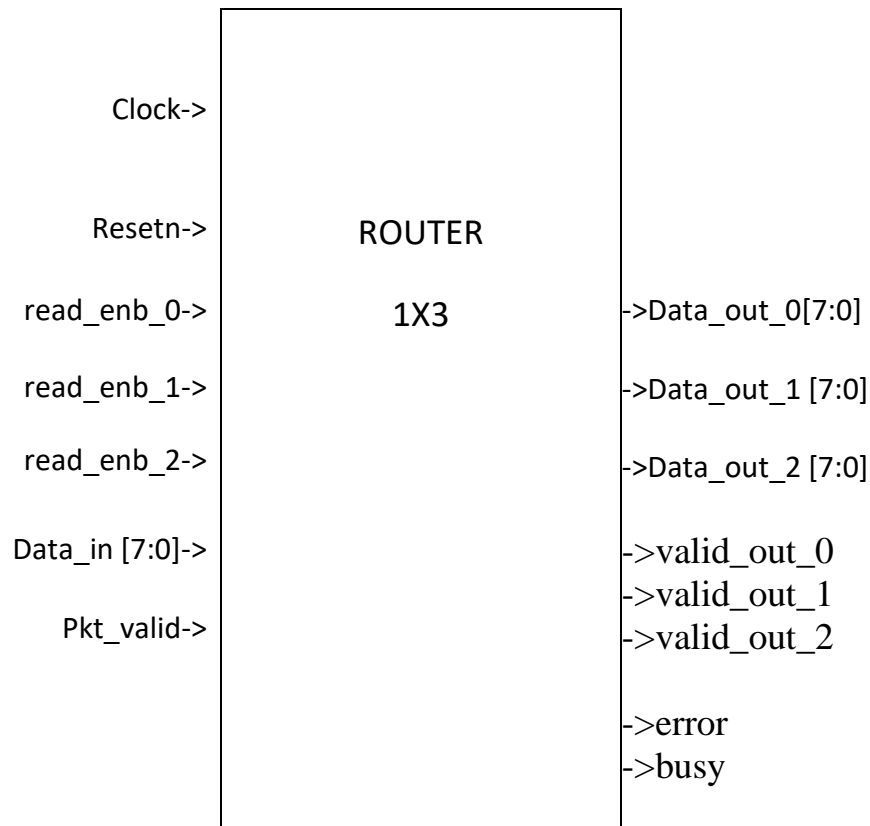 Clock->
Resetn->
ROUTER
read_enb_0->
1X3
->Data_out_0[7:0]
read_enb_1->
->Data_out_1 [7:0]
read_enb_2->
->Data_out_2 [7:0]
Data_in [7:0]->
->valid_out_0
->valid_out_1
Pkt_valid->
->valid_out_2
->error
->busy